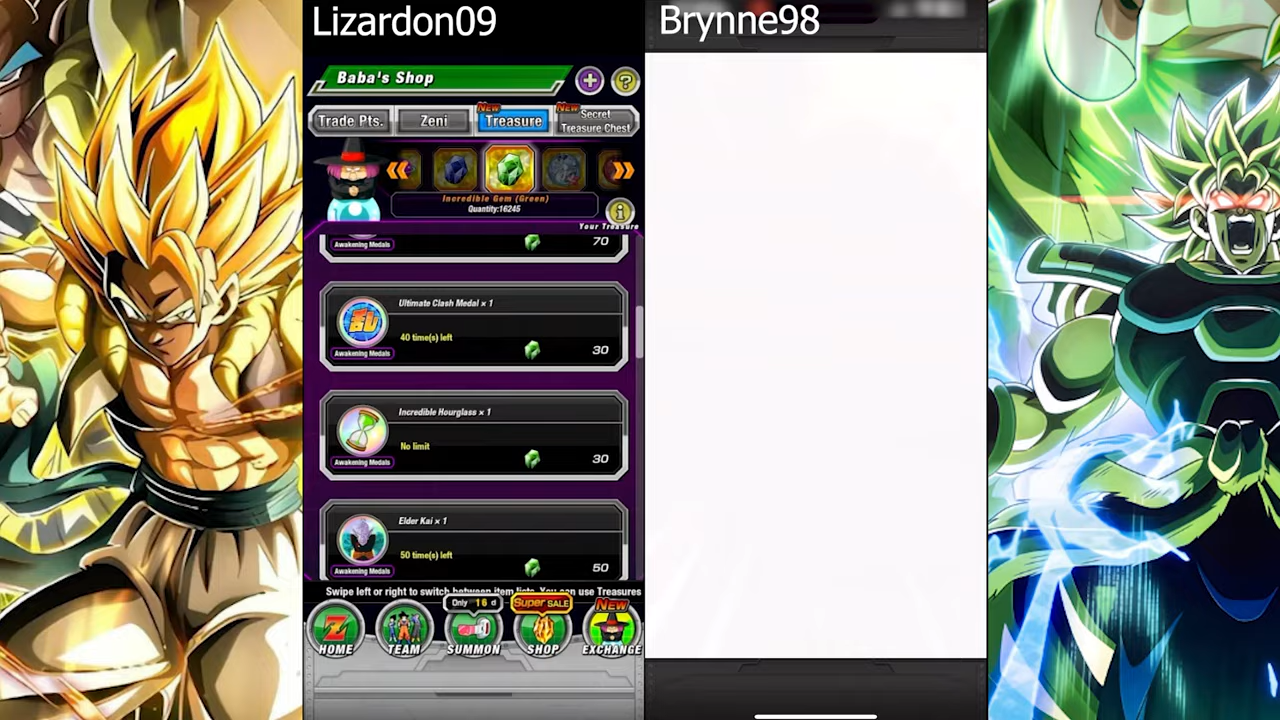 Lizardon09
Brynne98
Baba's Shop
?
Trade Pts.
Zeni
New
Treasure
New
Secret
Treasure Chest
Incredible Gem (Green)
Quantity:16245
i
Your Treasure
Awakening Medals
70
Ultimate Clash Medal × 1
乱
40 time(s) left
Awakening Medals
30
Incredible Hourglass × 1
No limit
Awakening Medals
30
Elder Kai × 1
50 time(s) left
Awakening Medals
50
Swipe left or right to switch between item lists. You can use Treasures
Only 16 d
Super SALE
New
Z
HOME
TEAM
SUMMON
SHOP
EXCHANGE